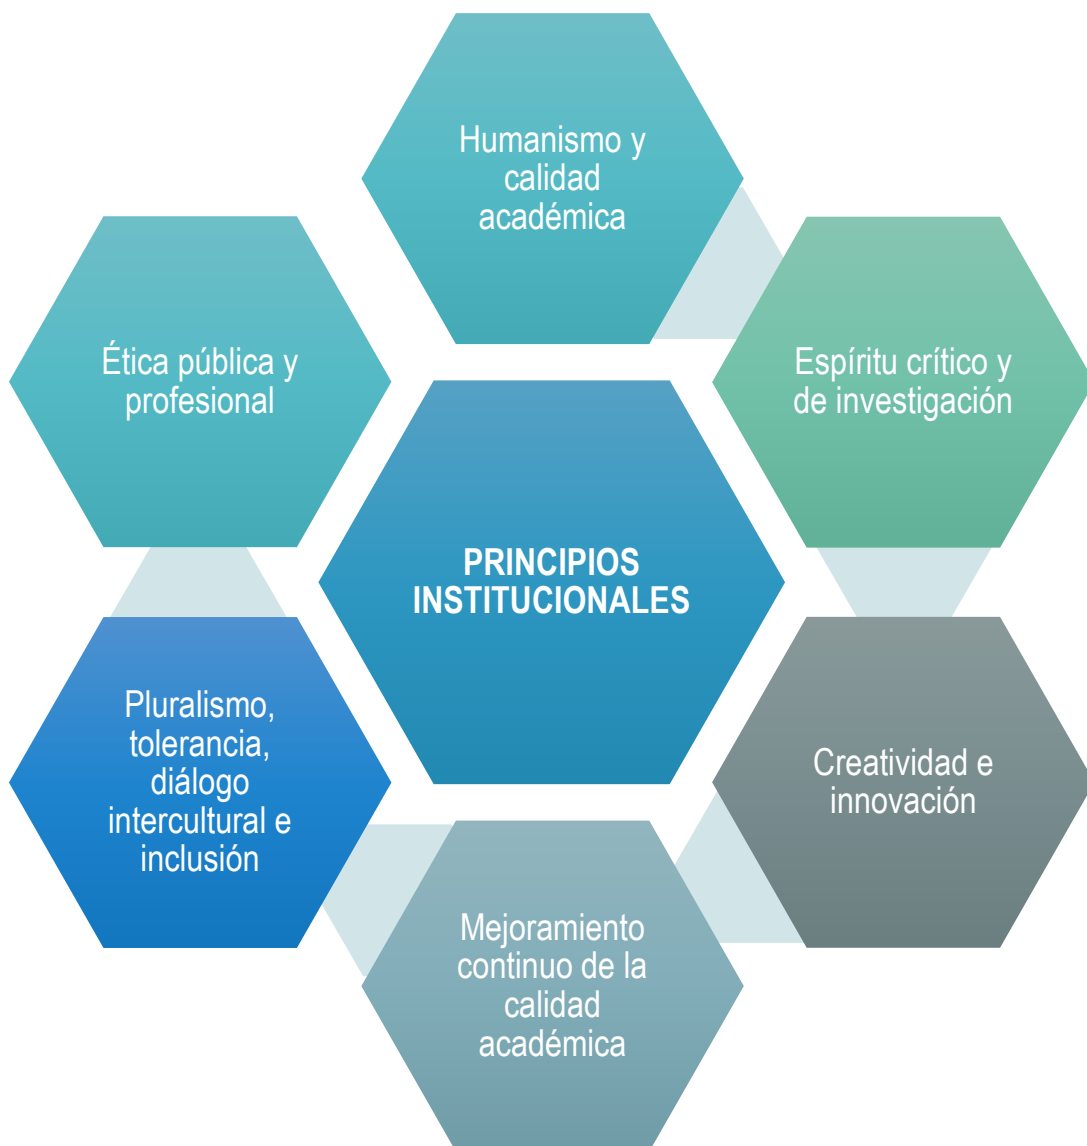 Humanismo y
calidad
académica
Ética pública y
profesional
Espíritu crítico y
de investigación
PRINCIPIOS
INSTITUCIONALES
Pluralismo,
tolerancia,
diálogo
intercultural e
inclusión
Creatividad e
innovación
Mejoramiento
continuo de la
calidad
académica